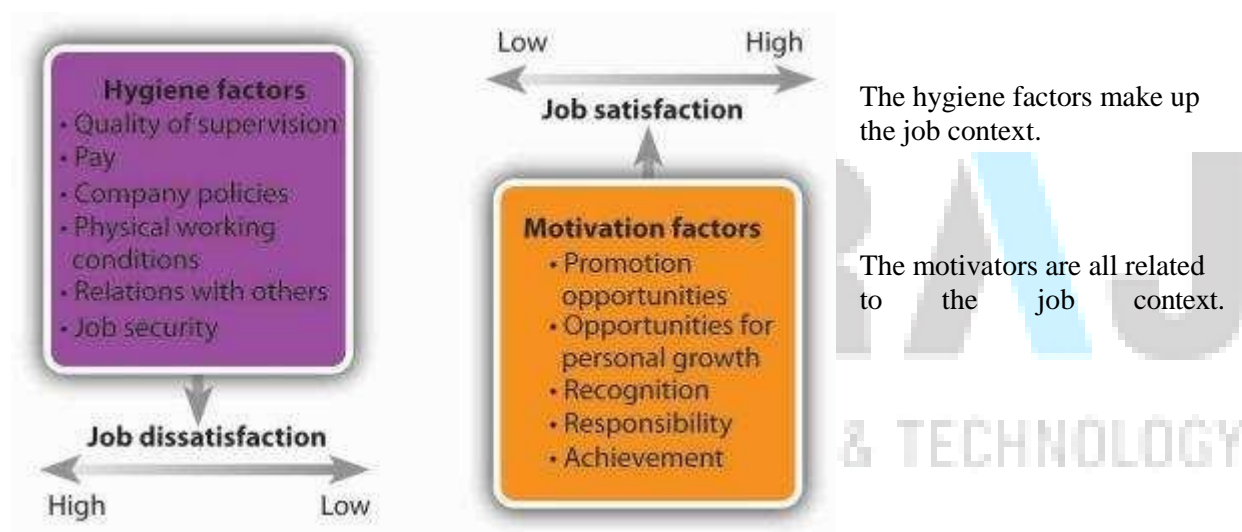 Hygiene factors
• Quality of supervision
• Pay
• Company policies
• Physical working
conditions
• Relations with others
• Job security
Job dissatisfaction
High Low
Low High
Job satisfaction
Motivation factors
• Promotion
opportunities
• Opportunities for
personal growth
• Recognition
• Responsibility
• Achievement
The hygiene factors make up
the job context.
The motivators are all related
to the job context.
& TECHNOLOGY